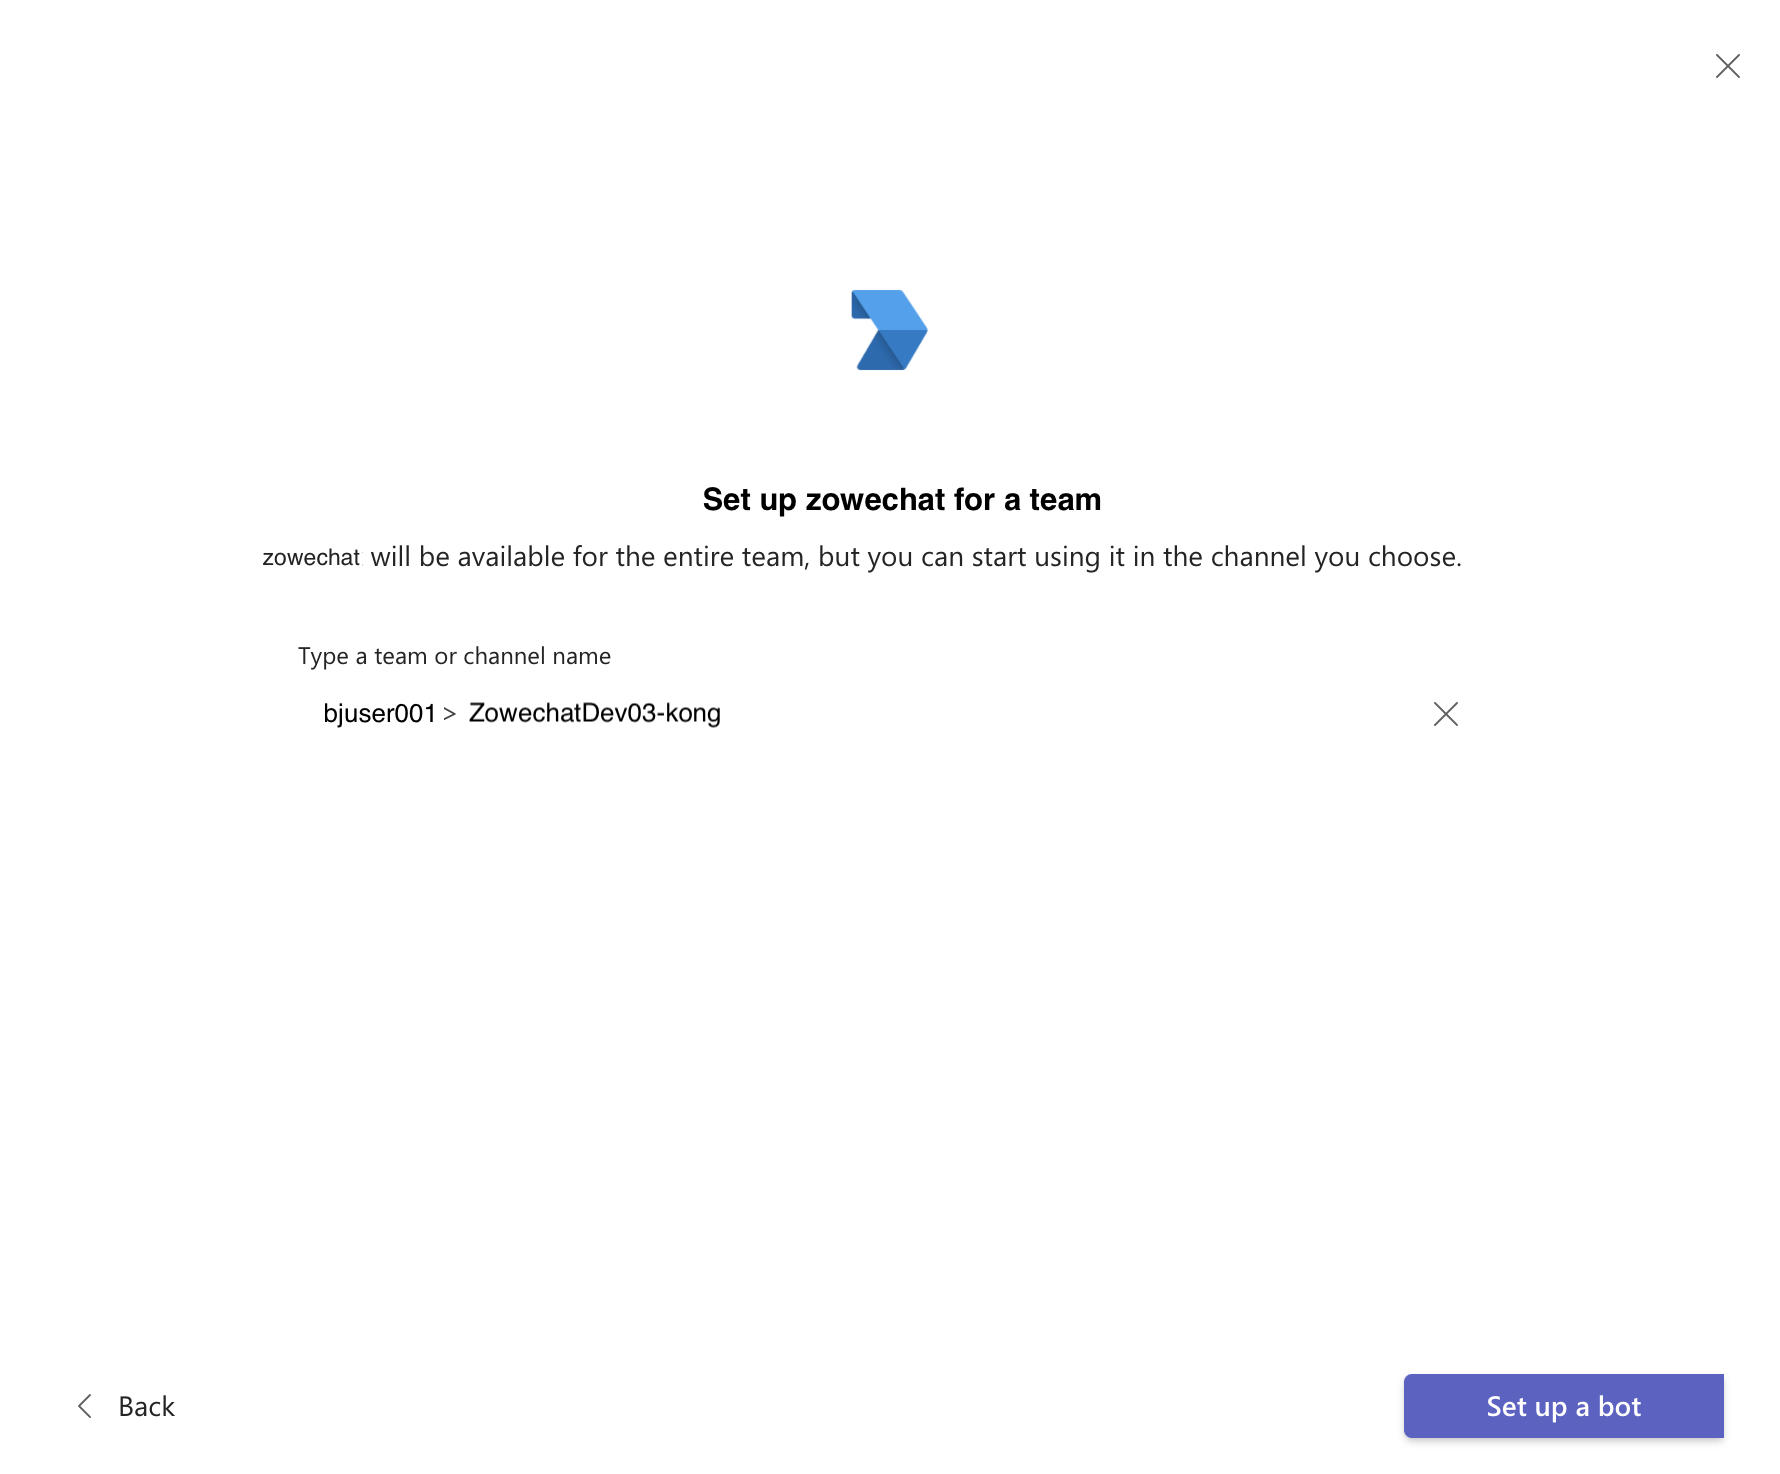 Set up zowechat for a team
zowechat will be available for the entire team, but you can start using it in the channel you choose.
Type a team or channel name
bjuser001 > ZowechatDev03-kong
Back
Set up a bot